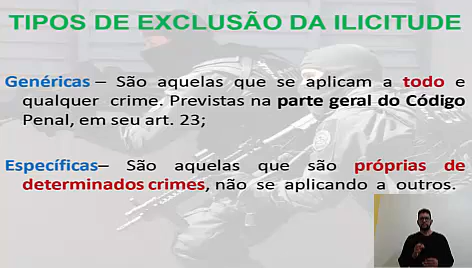 TIPOS DE EXCLUSÃO DA ILICITUDE
Genéricas – São aquelas que se aplicam a todo e
qualquer crime. Previstas na parte geral do Código
Penal, em seu art. 23;
Específicas– São aquelas que são próprias de
determinados crimes, não se aplicando a outros.